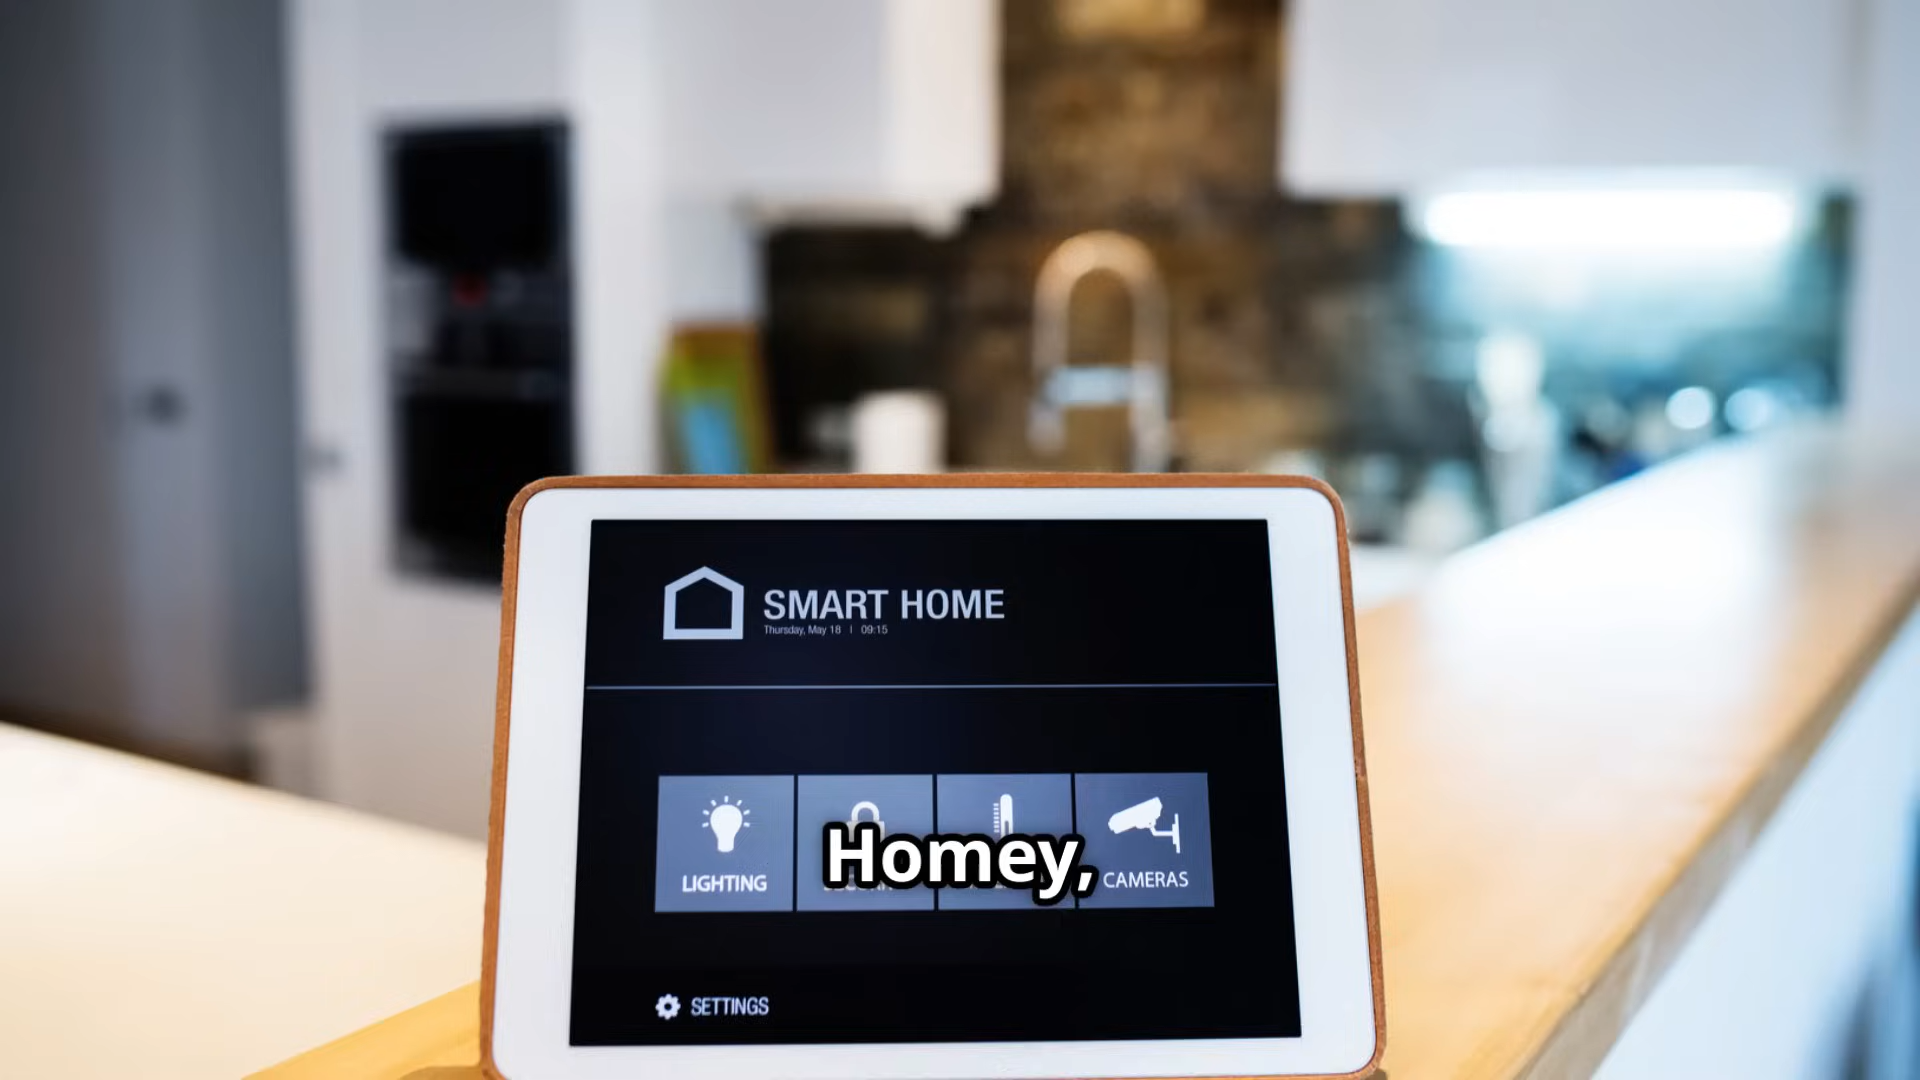 SMART HOME
Thursday, May 18 | 09:15
LIGHTING
Homey,
CAMERAS
SETTINGS